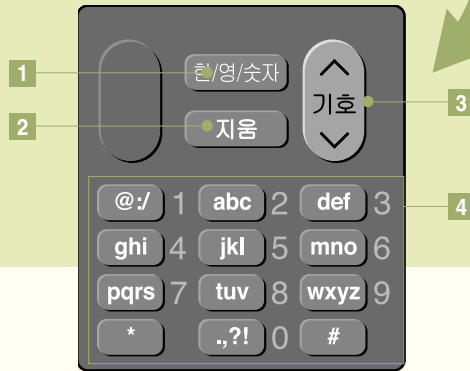 1 한/영/숫자
2 지움
기호 3
@:/ 1 abc 2 def 3
4
ghi 4 jkl 5 mno 6
pqrs 7 tuv 8 wxyz 9
* .,?! 0 #